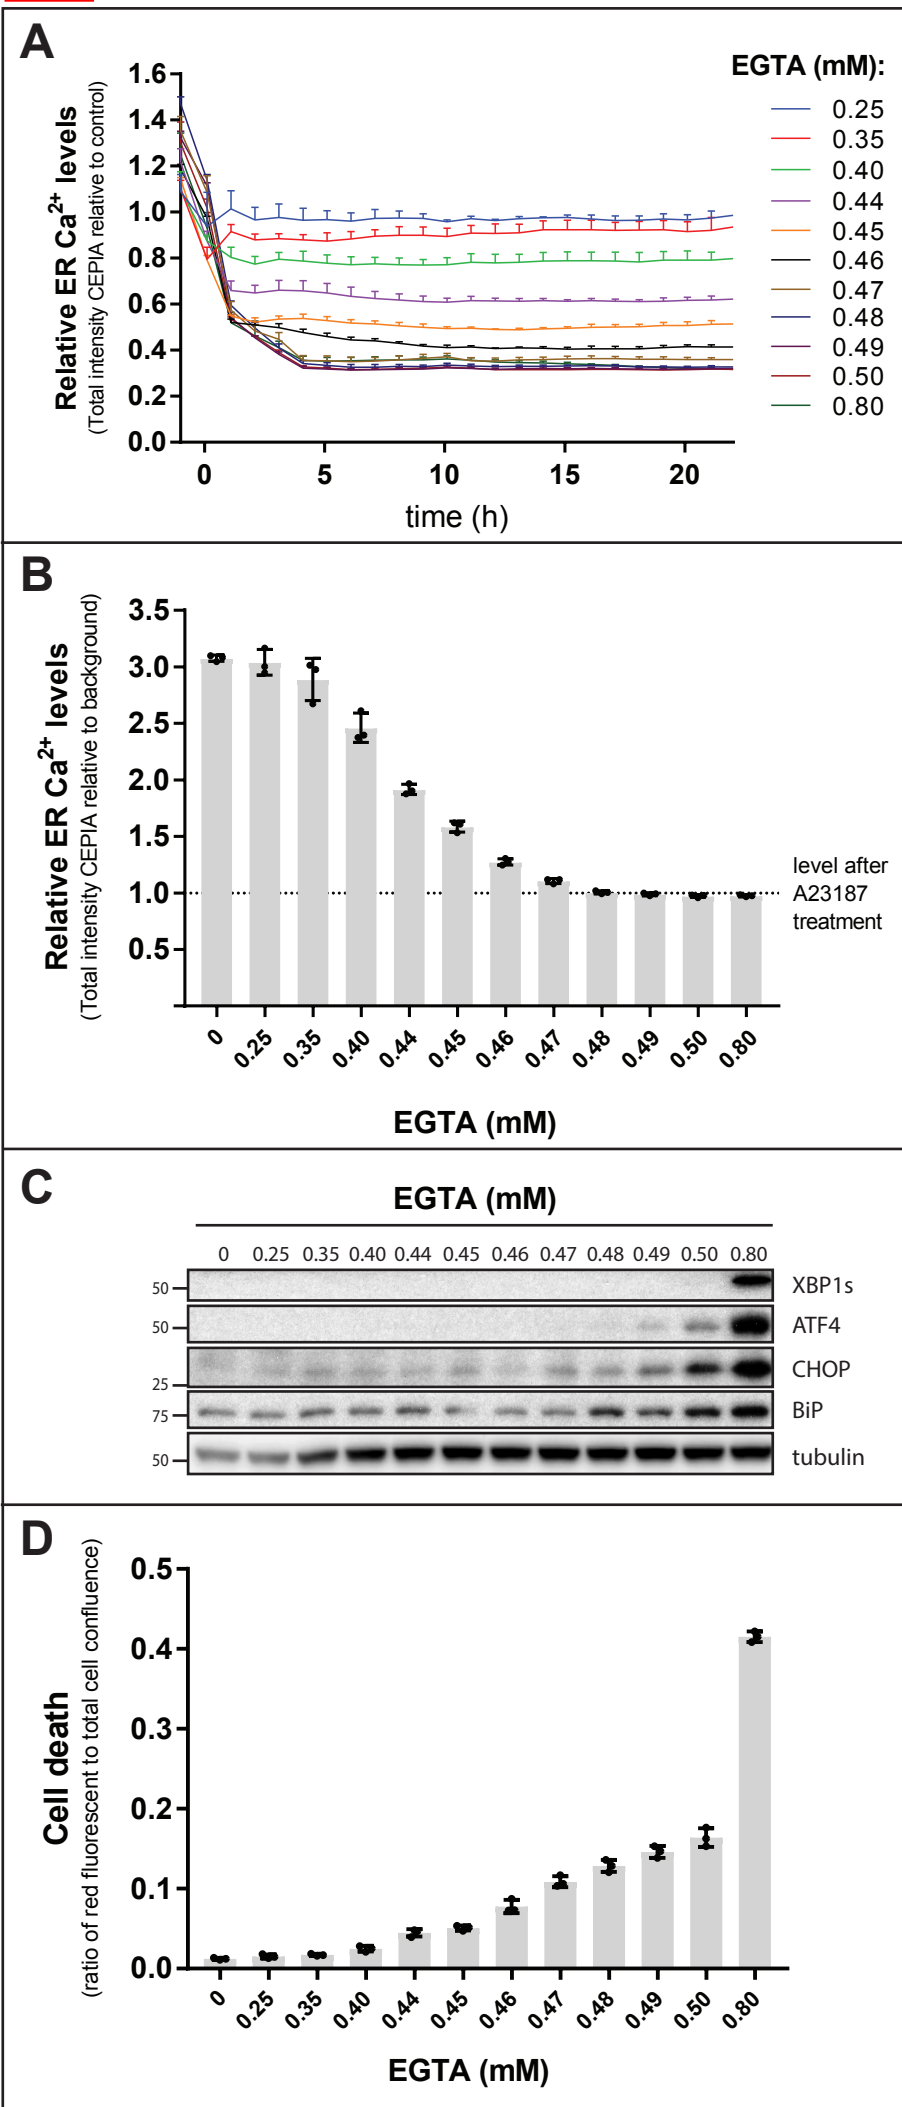 A
Relative ER Ca2+ levels
(Total intensity CEPIA relative to control)
1.6
1.4
1.2
1.0
0.8
0.6
0.4
0.2
0.0
0 5 10 15 20
time (h)
EGTA (mM):
0.25
0.35
0.40
0.44
0.45
0.46
0.47
0.48
0.49
0.50
0.80
B
Relative ER Ca2+ levels
(Total intensity CEPIA relative to background)
3.5
3.0
2.5
2.0
1.5
1.0
0.5
level after
A23187
treatment
0 0.25 0.35 0.40 0.44 0.45 0.46 0.47 0.48 0.49 0.50 0.80
EGTA (mM)
C
EGTA (mM)
0 0.25 0.35 0.40 0.44 0.45 0.46 0.47 0.48 0.49 0.50 0.80
50 XBP1s
50 ATF4
25 CHOP
75 BiP
50 tubulin
D
Cell death
(ratio of red fluorescent to total cell confluence)
0.5
0.4
0.3
0.2
0.1
0.0
0 0.25 0.35 0.40 0.44 0.45 0.46 0.47 0.48 0.49 0.50 0.80
EGTA (mM)